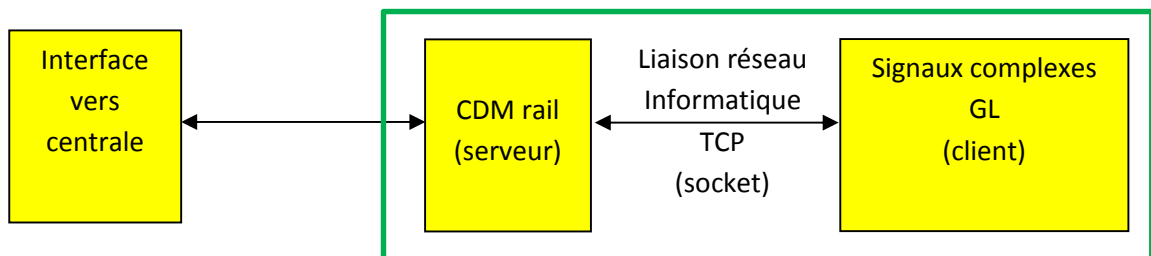 Interface
vers
centrale
CDM rail
(serveur)
Liaison réseau
Informatique
TCP
(socket)
Signaux complexes
GL
(client)